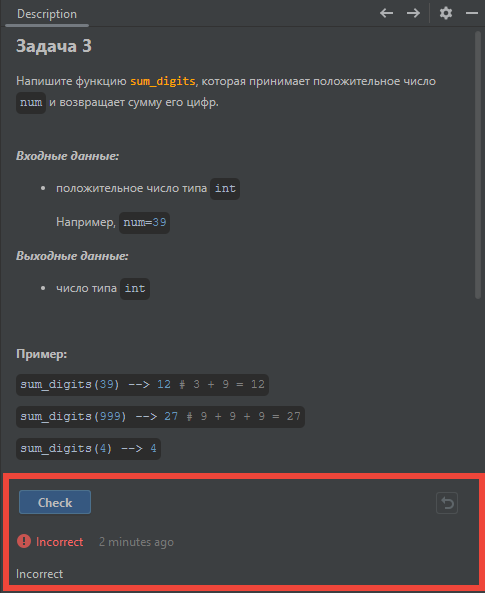 Description
Задача 3
Напишите функцию sum_digits, которая принимает положительное число
num и возвращает сумму его цифр.
Входные данные:
• положительное число типа int
Например, num=39
Выходные данные:
• число типа int
Пример:
sum_digits(39) --> 12 # 3 + 9 = 12
sum_digits(999) --> 27 # 9 + 9 + 9 = 27
sum_digits(4) --> 4
Check
Incorrect 2 minutes ago
Incorrect